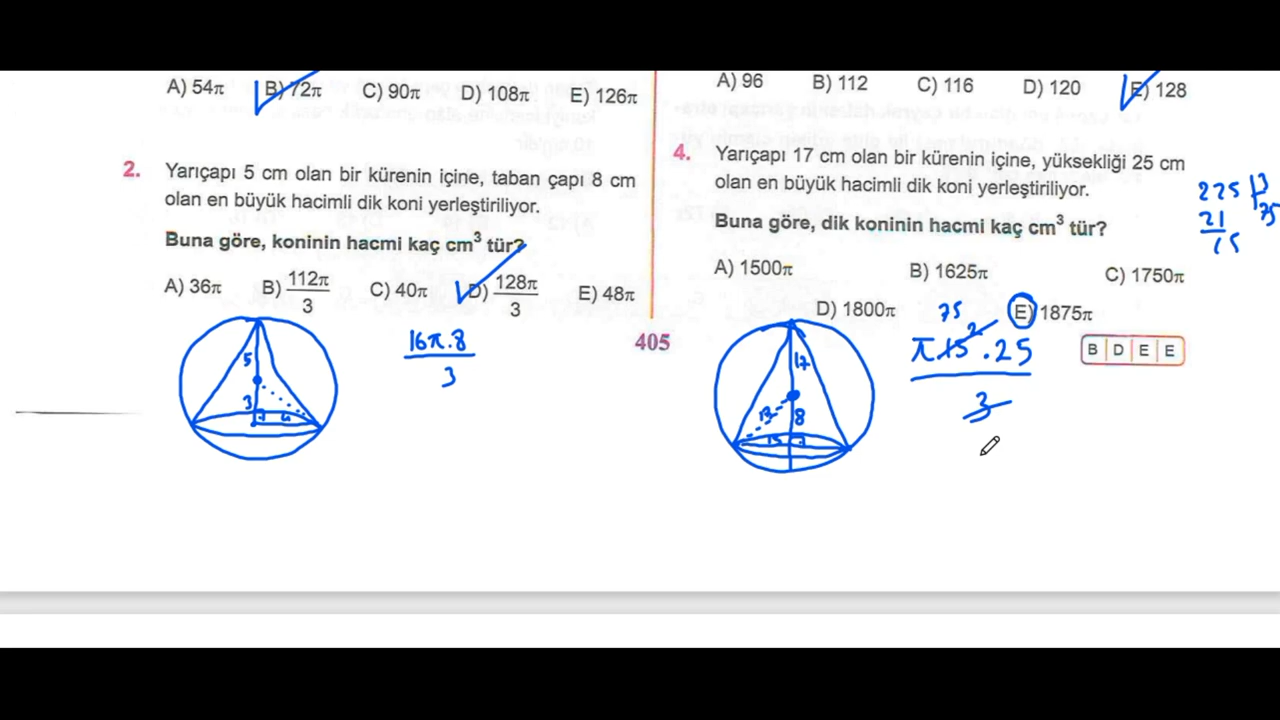 A) 54π B) 72π C) 90π D) 108π E) 126π
2. Yarıçapı 5 cm olan bir kürenin içine, taban çapı 8 cm
olan en büyük hacimli dik koni yerleştiriliyor.
Buna göre, koninin hacmi kaç cm³ tür?
A) 36π B) 112π/3 C) 40π D) 128π/3 E) 48π
16π.8
3
5
3
4
405
A) 96 B) 112 C) 116 D) 120 E) 128
4. Yarıçapı 17 cm olan bir kürenin içine, yüksekliği 25 cm
olan en büyük hacimli dik koni yerleştiriliyor.
Buna göre, dik koninin hacmi kaç cm³ tür?
A) 1500π B) 1625π C) 1750π
D) 1800π E) 1875π
75
π.15².25
3
17
17
8
15
B D E E
225 3
21 75
15